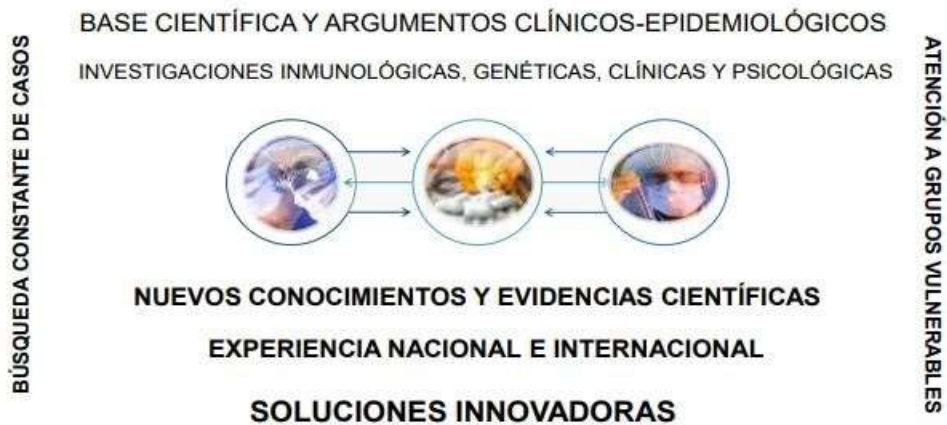 BASE CIENTÍFICA Y ARGUMENTOS CLÍNICOS-EPIDEMIOLÓGICOS
INVESTIGACIONES INMUNOLÓGICAS, GENÉTICAS, CLÍNICAS Y PSICOLÓGICAS
BÚSQUEDA CONSTANTE DE CASOS
ATENCIÓN A GRUPOS VULNERABLES
NUEVOS CONOCIMIENTOS Y EVIDENCIAS CIENTÍFICAS
EXPERIENCIA NACIONAL E INTERNACIONAL
SOLUCIONES INNOVADORAS